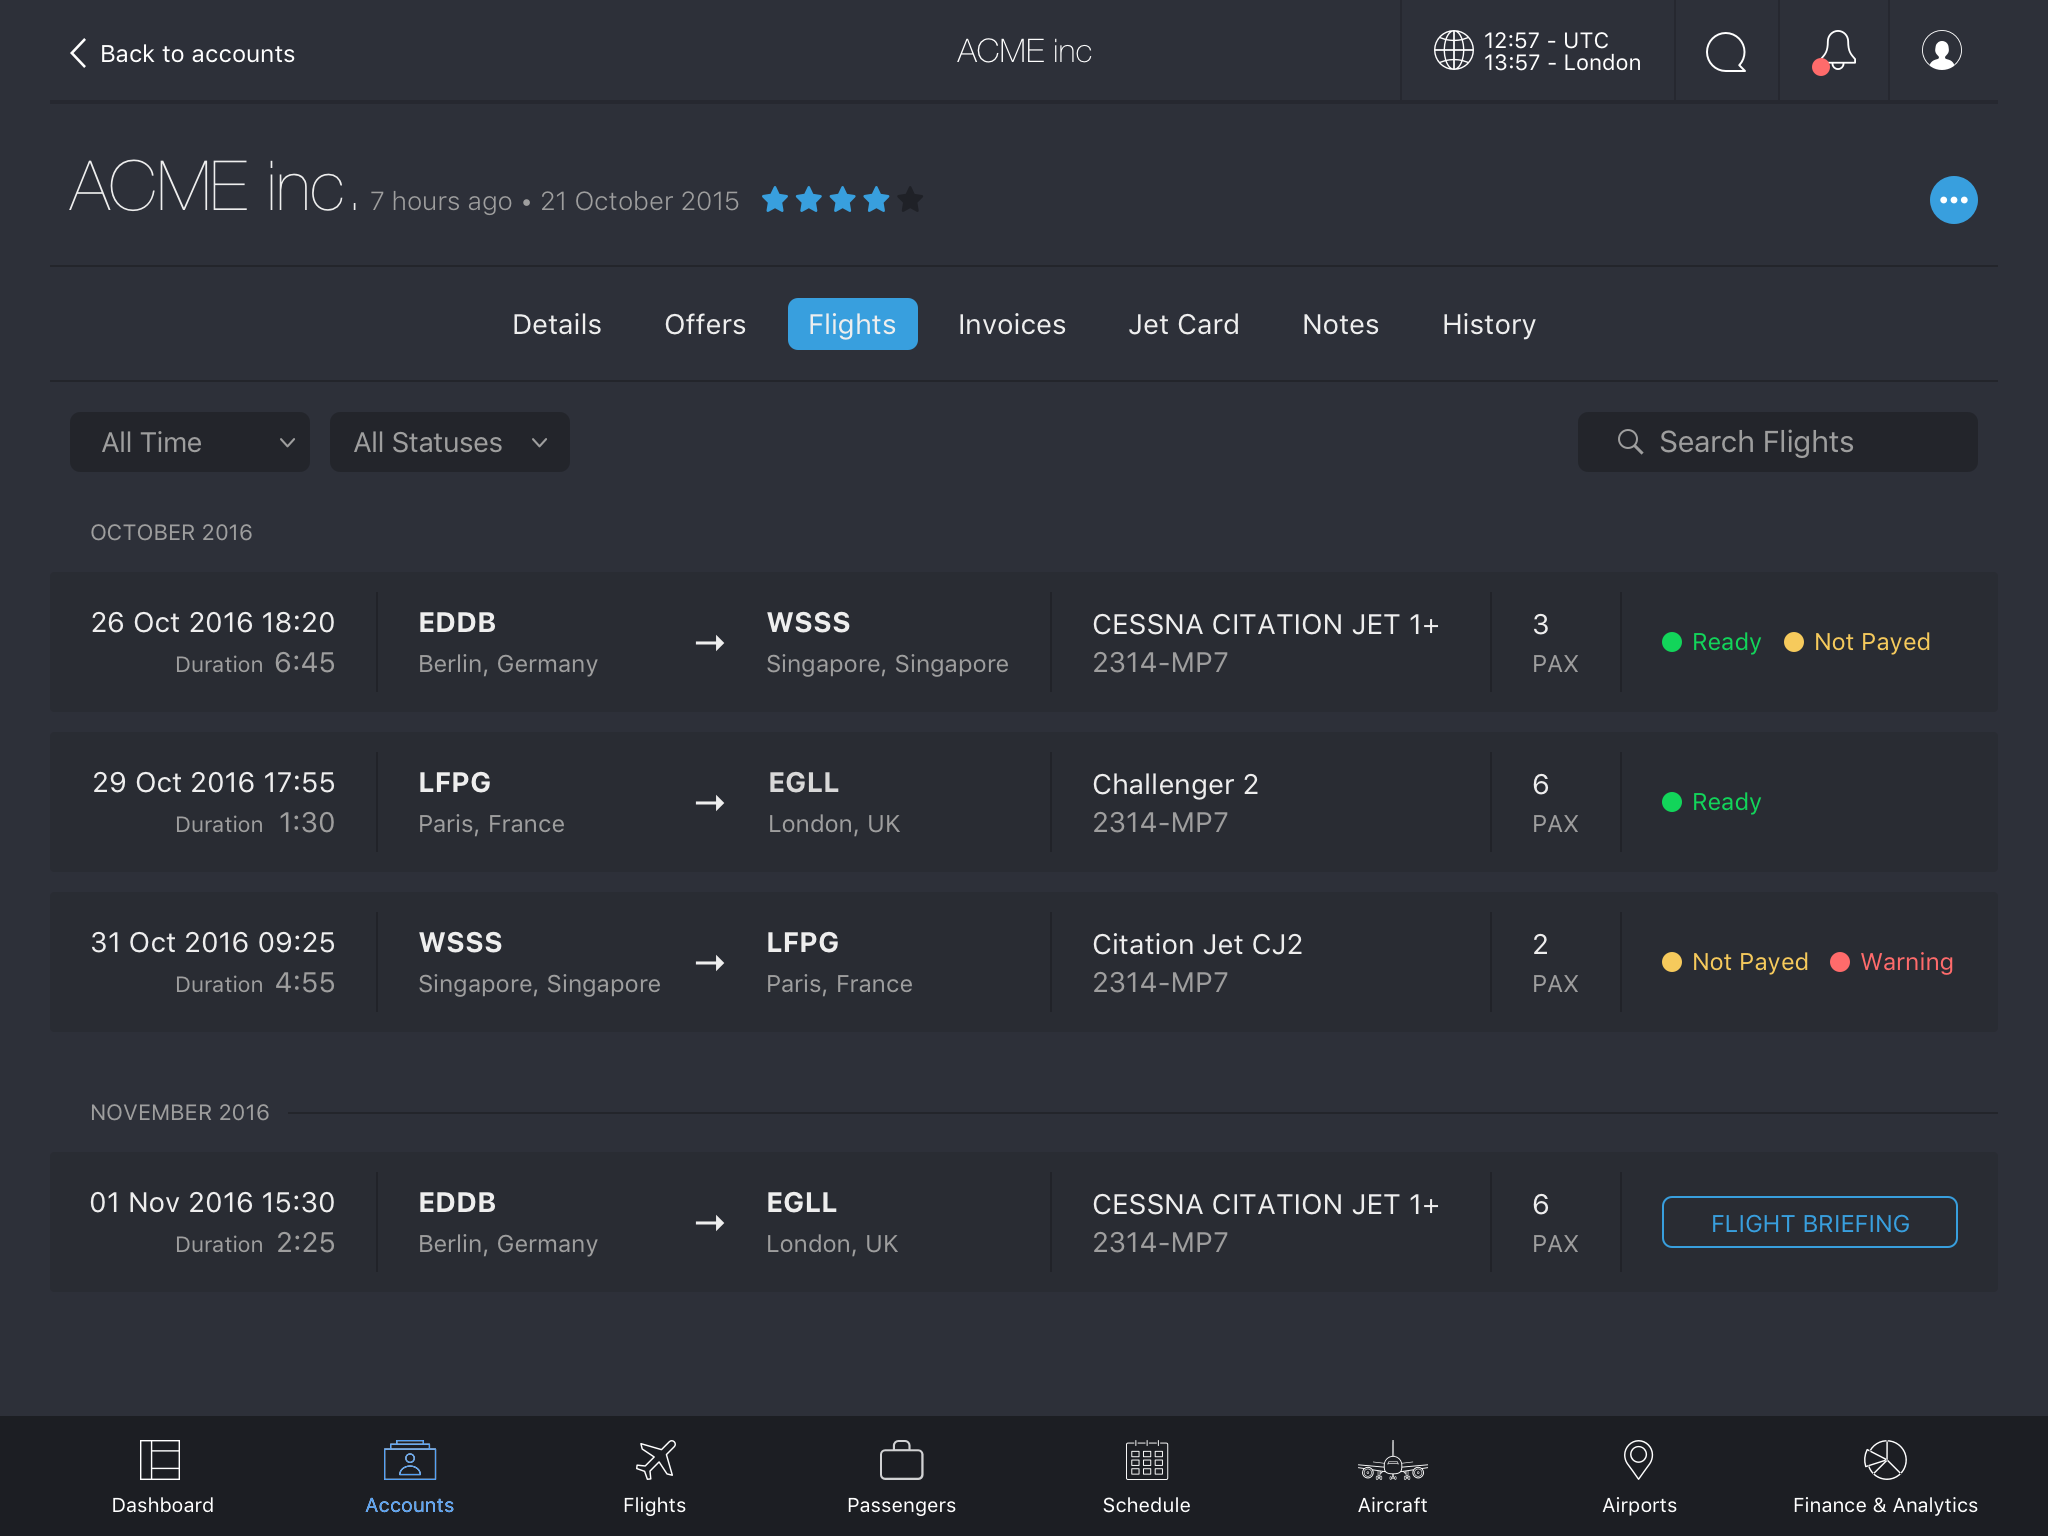 Back to accounts
ACME inc
12:57 - UTC
13:57 - London
ACME inc. 7 hours ago • 21 October 2015
Details Offers Flights Invoices Jet Card Notes History
All Time All Statuses Search Flights
OCTOBER 2016
26 Oct 2016 18:20 EDDB WSSS CESSNA CITATION JET 1+ 3
Duration 6:45 Berlin, Germany Singapore, Singapore 2314-MP7 PAX
Ready Not Payed
29 Oct 2016 17:55 LFPG EGLL Challenger 2 6
Duration 1:30 Paris, France London, UK 2314-MP7 PAX
Ready
31 Oct 2016 09:25 WSSS LFPG Citation Jet CJ2 2
Duration 4:55 Singapore, Singapore Paris, France 2314-MP7 PAX
Not Payed Warning
NOVEMBER 2016
01 Nov 2016 15:30 EDDB EGLL CESSNA CITATION JET 1+ 6
Duration 2:25 Berlin, Germany London, UK 2314-MP7 PAX
FLIGHT BRIEFING
Dashboard Accounts Flights Passengers Schedule Aircraft Airports Finance & Analytics